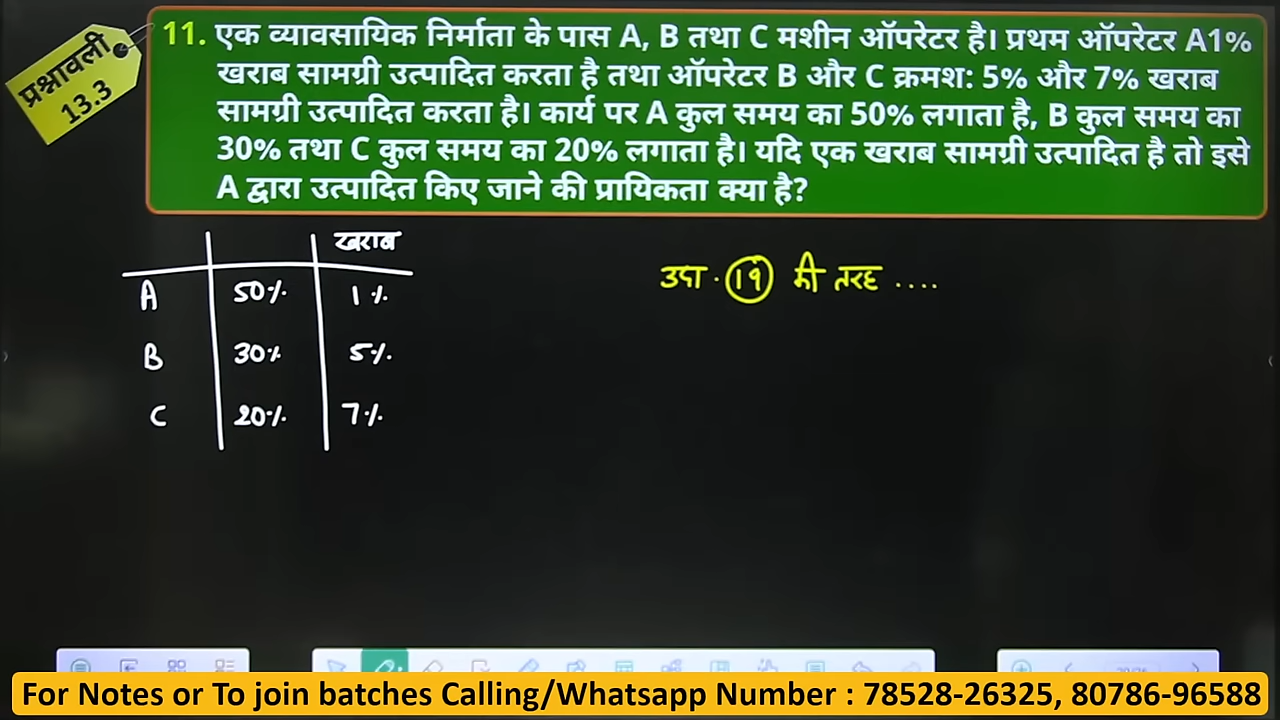 प्रश्नावली
13.3
11. एक व्यावसायिक निर्माता के पास A, B तथा C मशीन ऑपरेटर है। प्रथम ऑपरेटर A1%
खराब सामग्री उत्पादित करता है तथा ऑपरेटर B और C क्रमश: 5% और 7% खराब
सामग्री उत्पादित करता है। कार्य पर A कुल समय का 50% लगाता है, B कुल समय का
30% तथा C कुल समय का 20% लगाता है। यदि एक खराब सामग्री उत्पादित है तो इसे
A द्वारा उत्पादित किए जाने की प्रायिकता क्या है?
खराब
A 50% 1%
B 30% 5%
C 20% 7%
उदा. 19 की तरह ....
For Notes or To join batches Calling/Whatsapp Number : 78528-26325, 80786-96588